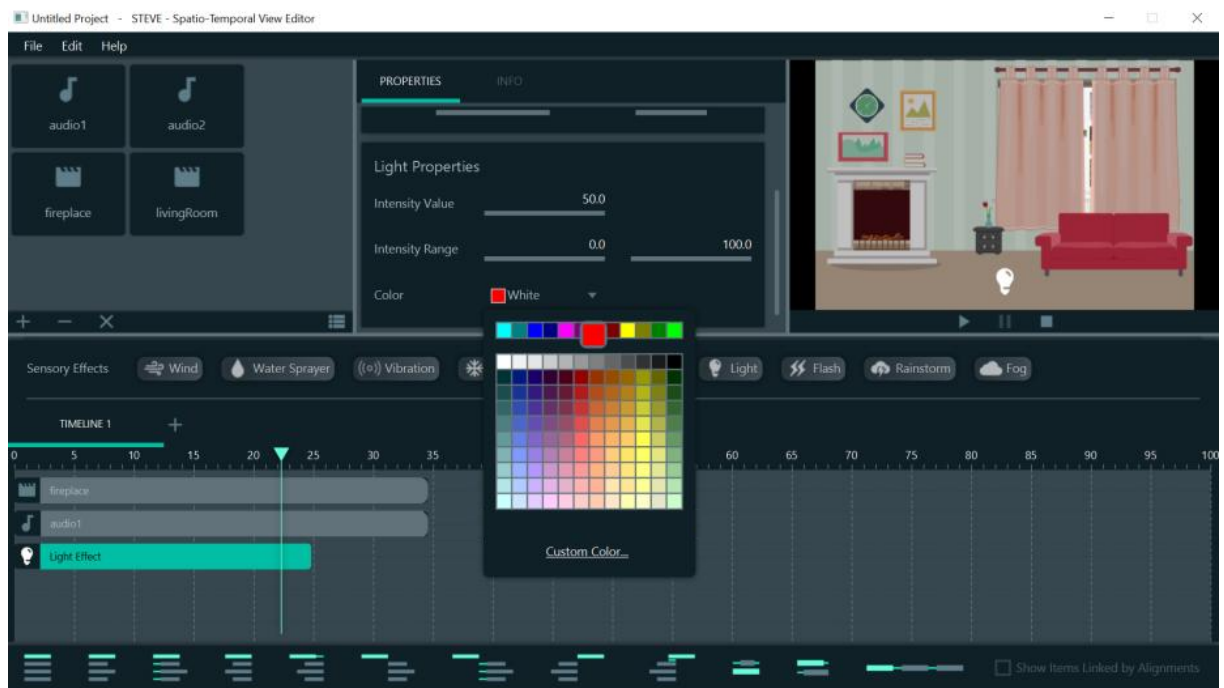 Untitled Project - STEVE - Spatio-Temporal View Editor
File Edit Help
audio1 audio2
fireplace livingRoom
PROPERTIES INFO
Light Properties
Intensity Value 50.0
Intensity Range 0.0 100.0
Color White
Custom Color...
Sensory Effects Wind Water Sprayer Vibration Light Flash Rainstorm Fog
TIMELINE 1
0 5 10 15 20 25 30 35 60 65 70 75 80 85 90 95 100
fireplace
audio1
Light Effect
Show Items Linked by Alignments